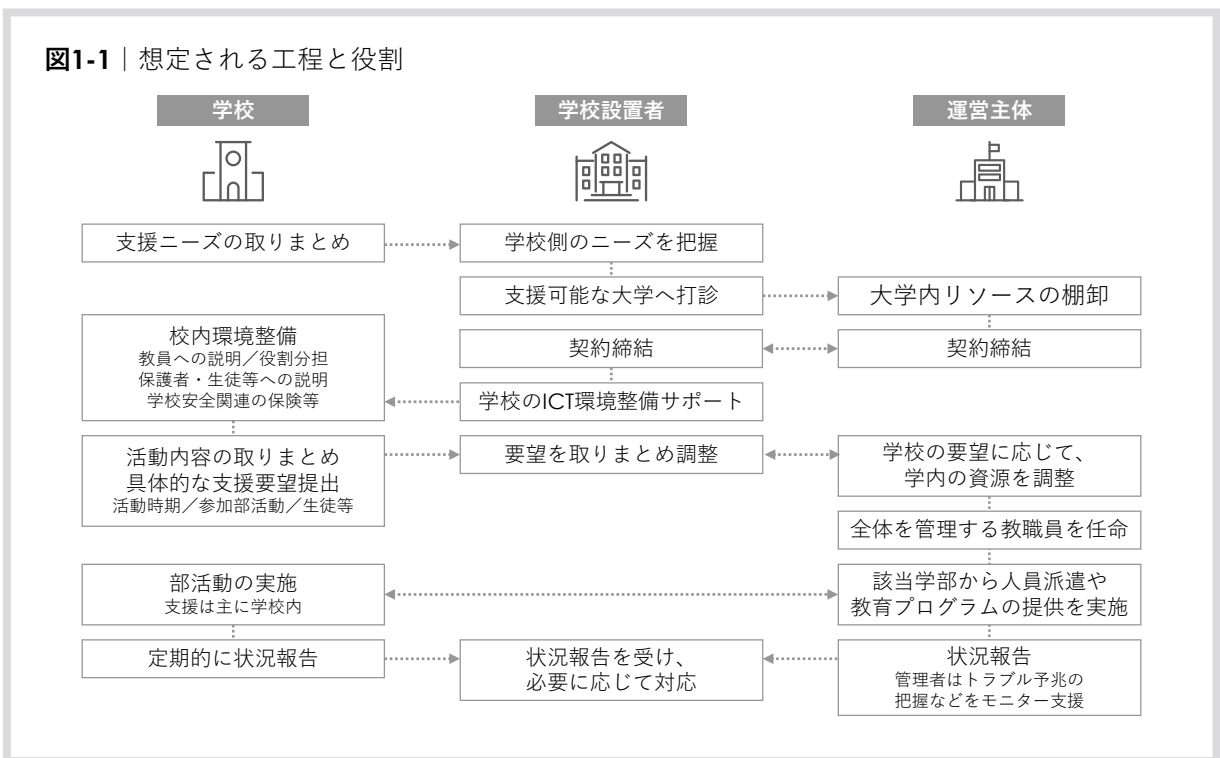 図1-1｜想定される工程と役割
学校
学校設置者
運営主体
支援ニーズの取りまとめ
学校側のニーズを把握
支援可能な大学へ打診
大学内リソースの棚卸
校内環境整備
教員への説明／役割分担
保護者・生徒等への説明
学校安全関連の保険等
契約締結
契約締結
学校のICT環境整備サポート
活動内容の取りまとめ
具体的な支援要望提出
活動時期／参加部活動／生徒等
要望を取りまとめ調整
学校の要望に応じて、
学内の資源を調整
全体を管理する教職員を任命
部活動の実施
支援は主に学校内
該当学部から人員派遣や
教育プログラムの提供を実施
定期的に状況報告
状況報告を受け、
必要に応じて対応
状況報告
管理者はトラブル予兆の
把握などをモニター支援